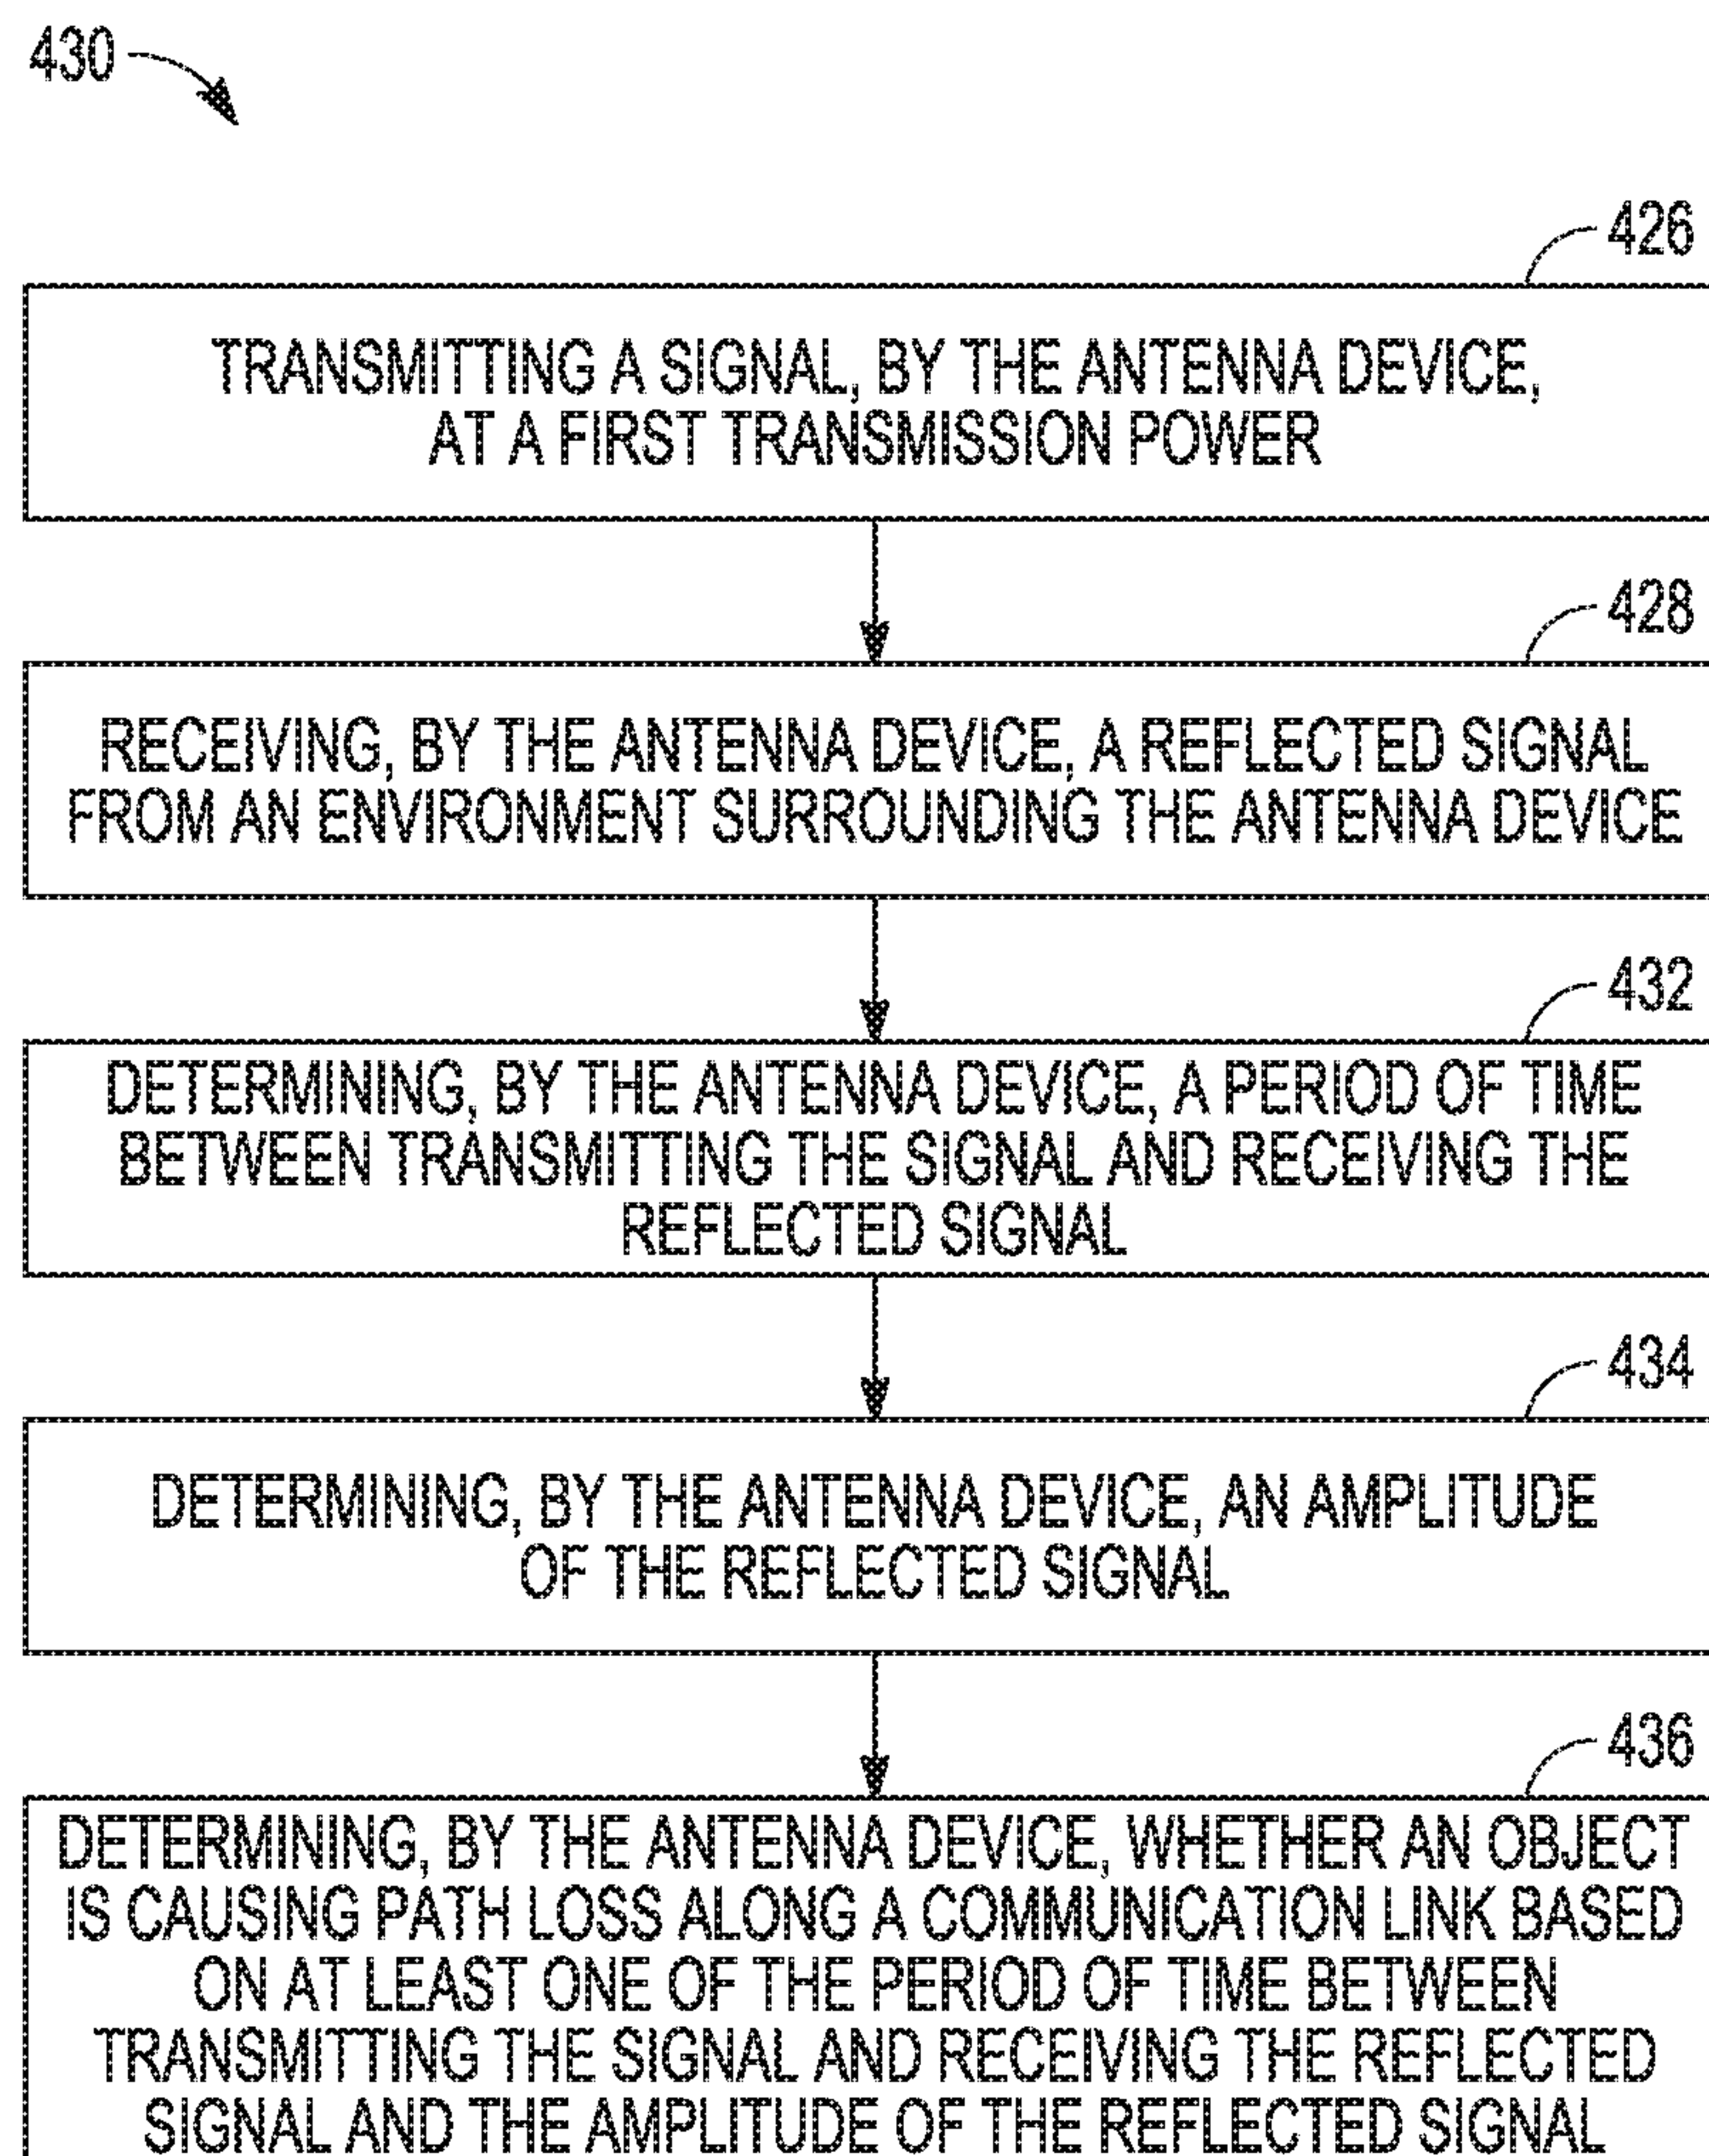 430
426
TRANSMITTING A SIGNAL, BY THE ANTENNA DEVICE,
AT A FIRST TRANSMISSION POWER
428
RECEIVING, BY THE ANTENNA DEVICE, A REFLECTED SIGNAL
FROM AN ENVIRONMENT SURROUNDING THE ANTENNA DEVICE
432
DETERMINING, BY THE ANTENNA DEVICE, A PERIOD OF TIME
BETWEEN TRANSMITTING THE SIGNAL AND RECEIVING THE
REFLECTED SIGNAL
434
DETERMINING, BY THE ANTENNA DEVICE, AN AMPLITUDE
OF THE REFLECTED SIGNAL
436
DETERMINING, BY THE ANTENNA DEVICE, WHETHER AN OBJECT
IS CAUSING PATH LOSS ALONG A COMMUNICATION LINK BASED
ON AT LEAST ONE OF THE PERIOD OF TIME BETWEEN
TRANSMITTING THE SIGNAL AND RECEIVING THE REFLECTED
SIGNAL AND THE AMPLITUDE OF THE REFLECTED SIGNAL